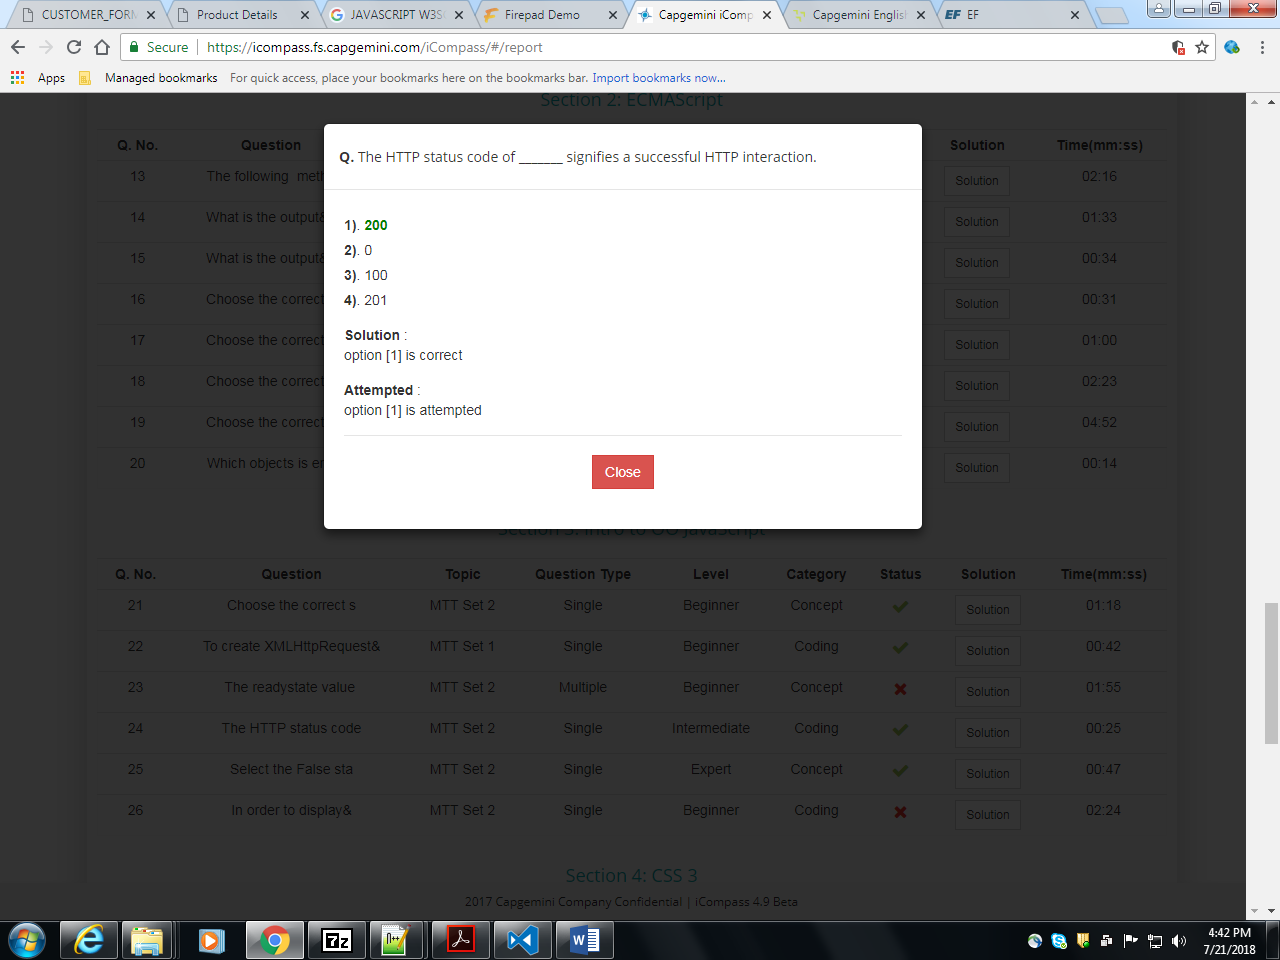 CUSTOMER_FORM
Product Details
JAVASCRIPT W3S
Firepad Demo
Capgemini iComp
Capgemini English
EF EF
Secure https://icompass.fs.capgemini.com/iCompass/#/report
Apps Managed bookmarks For quick access, place your bookmarks here on the bookmarks bar. Import bookmarks now...
Section 2: ECMAScript
Q. No. Question Solution Time(mm:ss)
13 The following met Solution 02:16
14 What is the output& Solution 01:33
15 What is the output& Solution 00:34
16 Choose the correct Solution 00:31
17 Choose the correct Solution 01:00
18 Choose the correct Solution 02:23
19 Choose the correct Solution 04:52
20 Which objects is er Solution 00:14
Q. The HTTP status code of _______ signifies a successful HTTP interaction.
1). 200
2). 0
3). 100
4). 201
Solution :
option [1] is correct
Attempted :
option [1] is attempted
Close
Section 3: Intro to OO JavaScript
Q. No. Question Topic Question Type Level Category Status Solution Time(mm:ss)
21 Choose the correct s MTT Set 2 Single Beginner Concept Solution 01:18
22 To create XMLHttpRequest& MTT Set 1 Single Beginner Coding Solution 00:42
23 The readystate value MTT Set 2 Multiple Beginner Concept Solution 01:55
24 The HTTP status code MTT Set 2 Single Intermediate Coding Solution 00:25
25 Select the False sta MTT Set 2 Single Expert Concept Solution 00:47
26 In order to display& MTT Set 2 Single Beginner Coding Solution 02:24
Section 4: CSS 3
2017 Capgemini Company Confidential | iCompass 4.9 Beta
7z
4:42 PM
7/21/2018